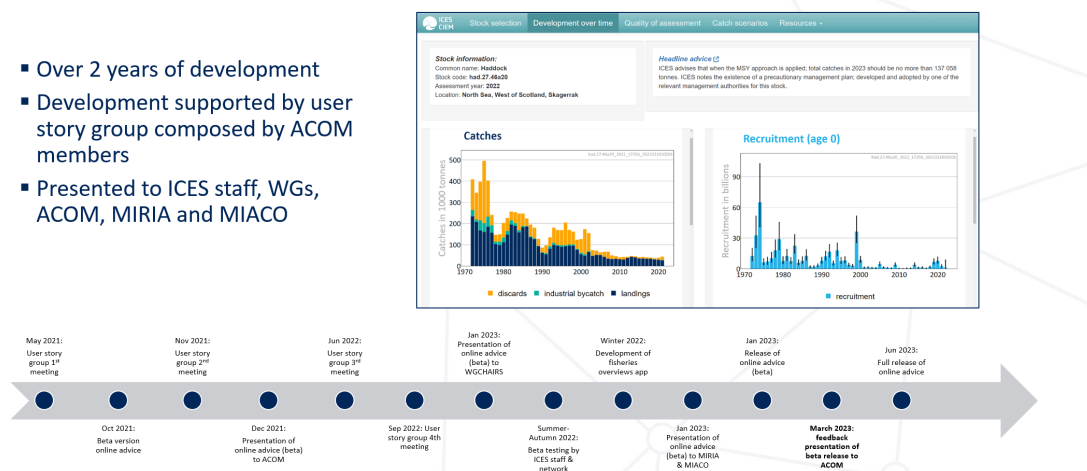 ▪ Over 2 years of development
▪ Development supported by user
story group composed by ACOM
members
▪ Presented to ICES staff, WGs,
ACOM, MIRIA and MIACO
ICES
CIEM
Stock selection Development over time Quality of assessment Catch scenarios Resources
Stock information:
Common name: Haddock
Stock code: had.27.46a20
Assessment year: 2022
Location: North Sea, West of Scotland, Skagerrak
Headline advice
ICES advises that when the MSY approach is applied; total catches in 2023 should be no more than 137 058
tonnes. ICES notes the existence of a precautionary management plan; developed and adopted by one of the
relevant management authorities for this stock.
Catches
Catches in 1000 tonnes
500
400
300
200
100
0
1970 1980 1990 2000 2010 2020
discards industrial bycatch landings
Recruitment (age 0)
Recruitment in billions
90
60
30
0
1970 1980 1990 2000 2010 2020
recruitment
May 2021:
User story
group 1st
meeting
Oct 2021:
Beta version
online advice
Nov 2021:
User story
group 2nd
meeting
Dec 2021:
Presentation of
online advice (beta)
to ACOM
Jun 2022:
User story
group 3rd
meeting
Sep 2022: User
story group 4th
meeting
Jan 2023:
Presentation of
online advice
(beta) to
WGCHAIRS
Summer-
Autumn 2022:
Beta testing by
ICES staff &
network
Winter 2022:
Development of
fisheries
overviews app
Jan 2023:
Presentation of
online advice
(beta) to MIRIA
& MIACO
Jan 2023:
Release of
online advice
(beta)
March 2023:
feedback
presentation of
beta release to
ACOM
Jun 2023:
Full release of
online advice